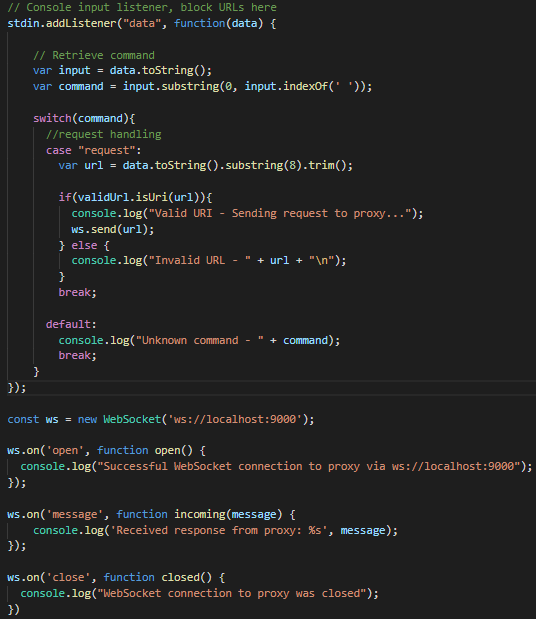 // Console input listener, block URLs here
stdin.addListener("data", function(data) {
// Retrieve command
var input = data.toString();
var command = input.substring(0, input.indexOf(' '));
switch(command){
//request handling
case "request":
var url = data.toString().substring(8).trim();
if(validUrl.isUri(url)){
console.log("Valid URI - Sending request to proxy...");
ws.send(url);
} else {
console.log("Invalid URL - " + url + "\n");
}
break;
default:
console.log("Unknown command - " + command);
break;
}
});
const ws = new WebSocket('ws://localhost:9000');
ws.on('open', function open() {
console.log("Successful WebSocket connection to proxy via ws://localhost:9000");
});
ws.on('message', function incoming(message) {
console.log('Received response from proxy: %s', message);
});
ws.on('close', function closed() {
console.log("WebSocket connection to proxy was closed");
})